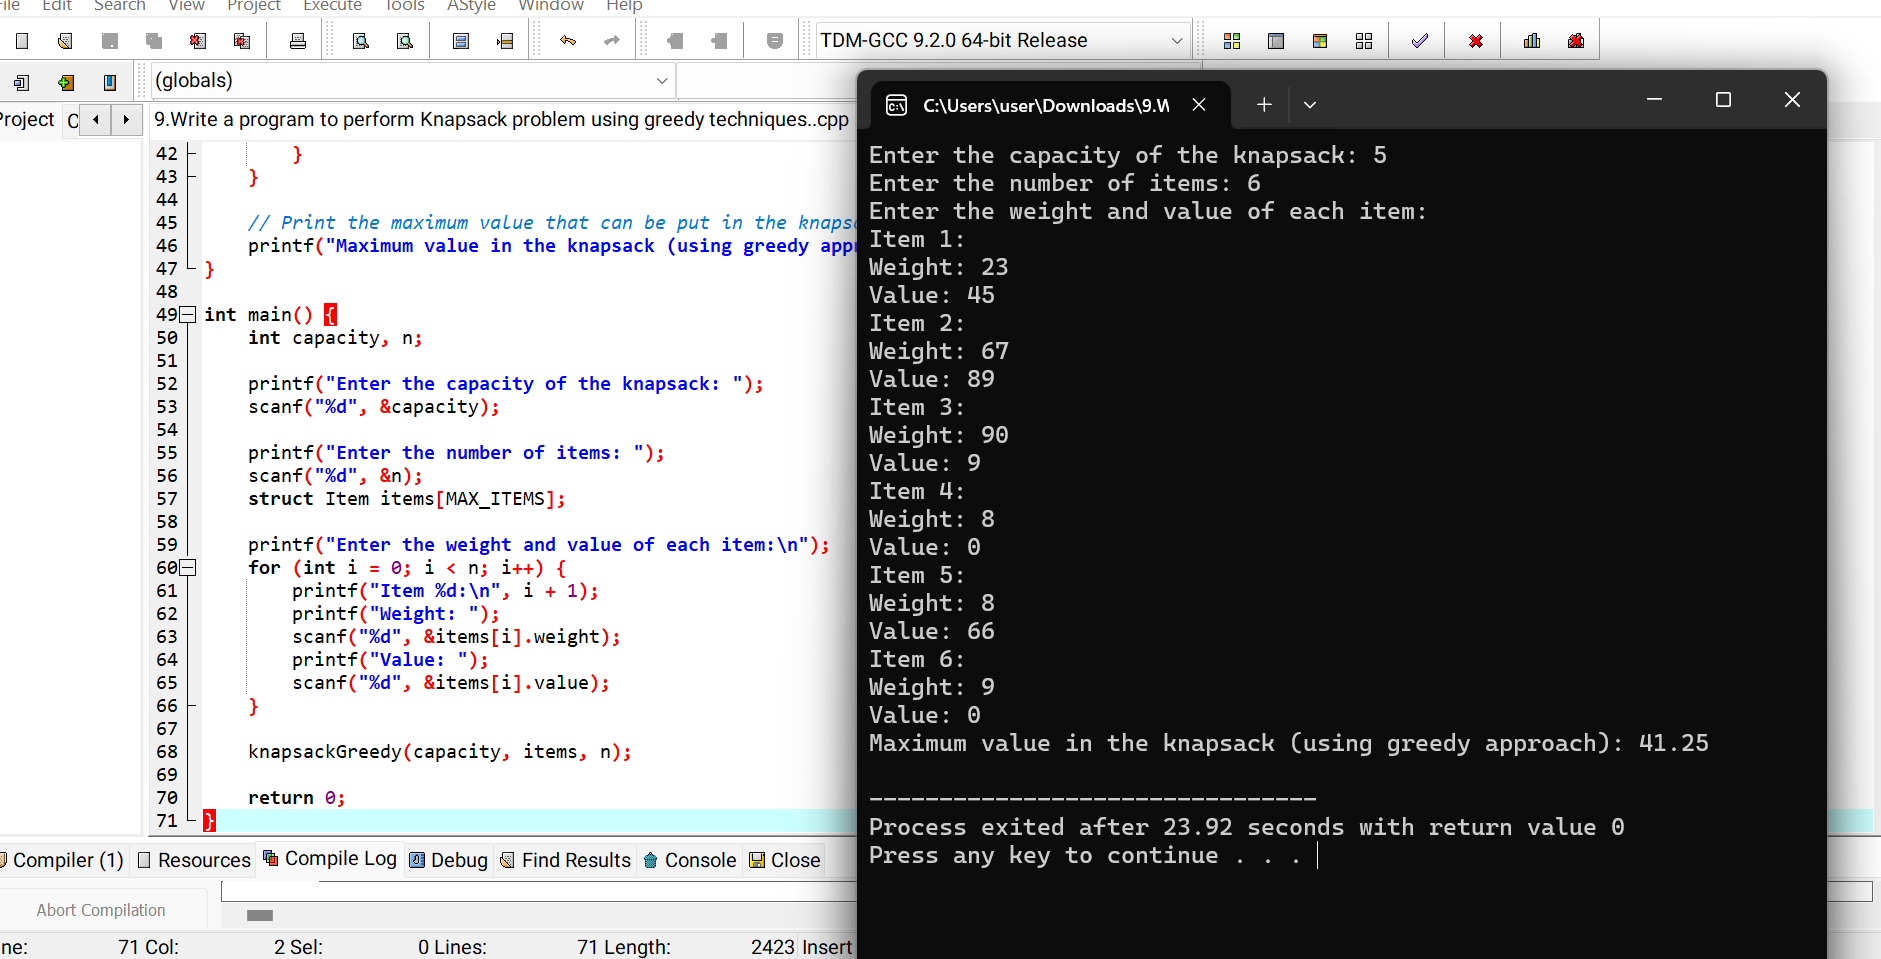 File Edit Search View Project Execute Tools AStyle Window Help
TDM-GCC 9.2.0 64-bit Release
(globals)
Project C
9.Write a program to perform Knapsack problem using greedy techniques..cpp
42 }
43 }
44
45 // Print the maximum value that can be put in the knaps
46 printf("Maximum value in the knapsack (using greedy app
47 }
48
49 int main() {
50 int capacity, n;
51
52 printf("Enter the capacity of the knapsack: ");
53 scanf("%d", &capacity);
54
55 printf("Enter the number of items: ");
56 scanf("%d", &n);
57 struct Item items[MAX_ITEMS];
58
59 printf("Enter the weight and value of each item:\n");
60 for (int i = 0; i < n; i++) {
61 printf("Item %d:\n", i + 1);
62 printf("Weight: ");
63 scanf("%d", &items[i].weight);
64 printf("Value: ");
65 scanf("%d", &items[i].value);
66 }
67
68 knapsackGreedy(capacity, items, n);
69
70 return 0;
71 }
Compiler (1) Resources Compile Log Debug Find Results Console Close
Abort Compilation
ne: 71 Col: 2 Sel: 0 Lines: 71 Length: 2423 Insert
C:\Users\user\Downloads\9.W
Enter the capacity of the knapsack: 5
Enter the number of items: 6
Enter the weight and value of each item:
Item 1:
Weight: 23
Value: 45
Item 2:
Weight: 67
Value: 89
Item 3:
Weight: 90
Value: 9
Item 4:
Weight: 8
Value: 0
Item 5:
Weight: 8
Value: 66
Item 6:
Weight: 9
Value: 0
Maximum value in the knapsack (using greedy approach): 41.25
--------------------------------
Process exited after 23.92 seconds with return value 0
Press any key to continue . . .